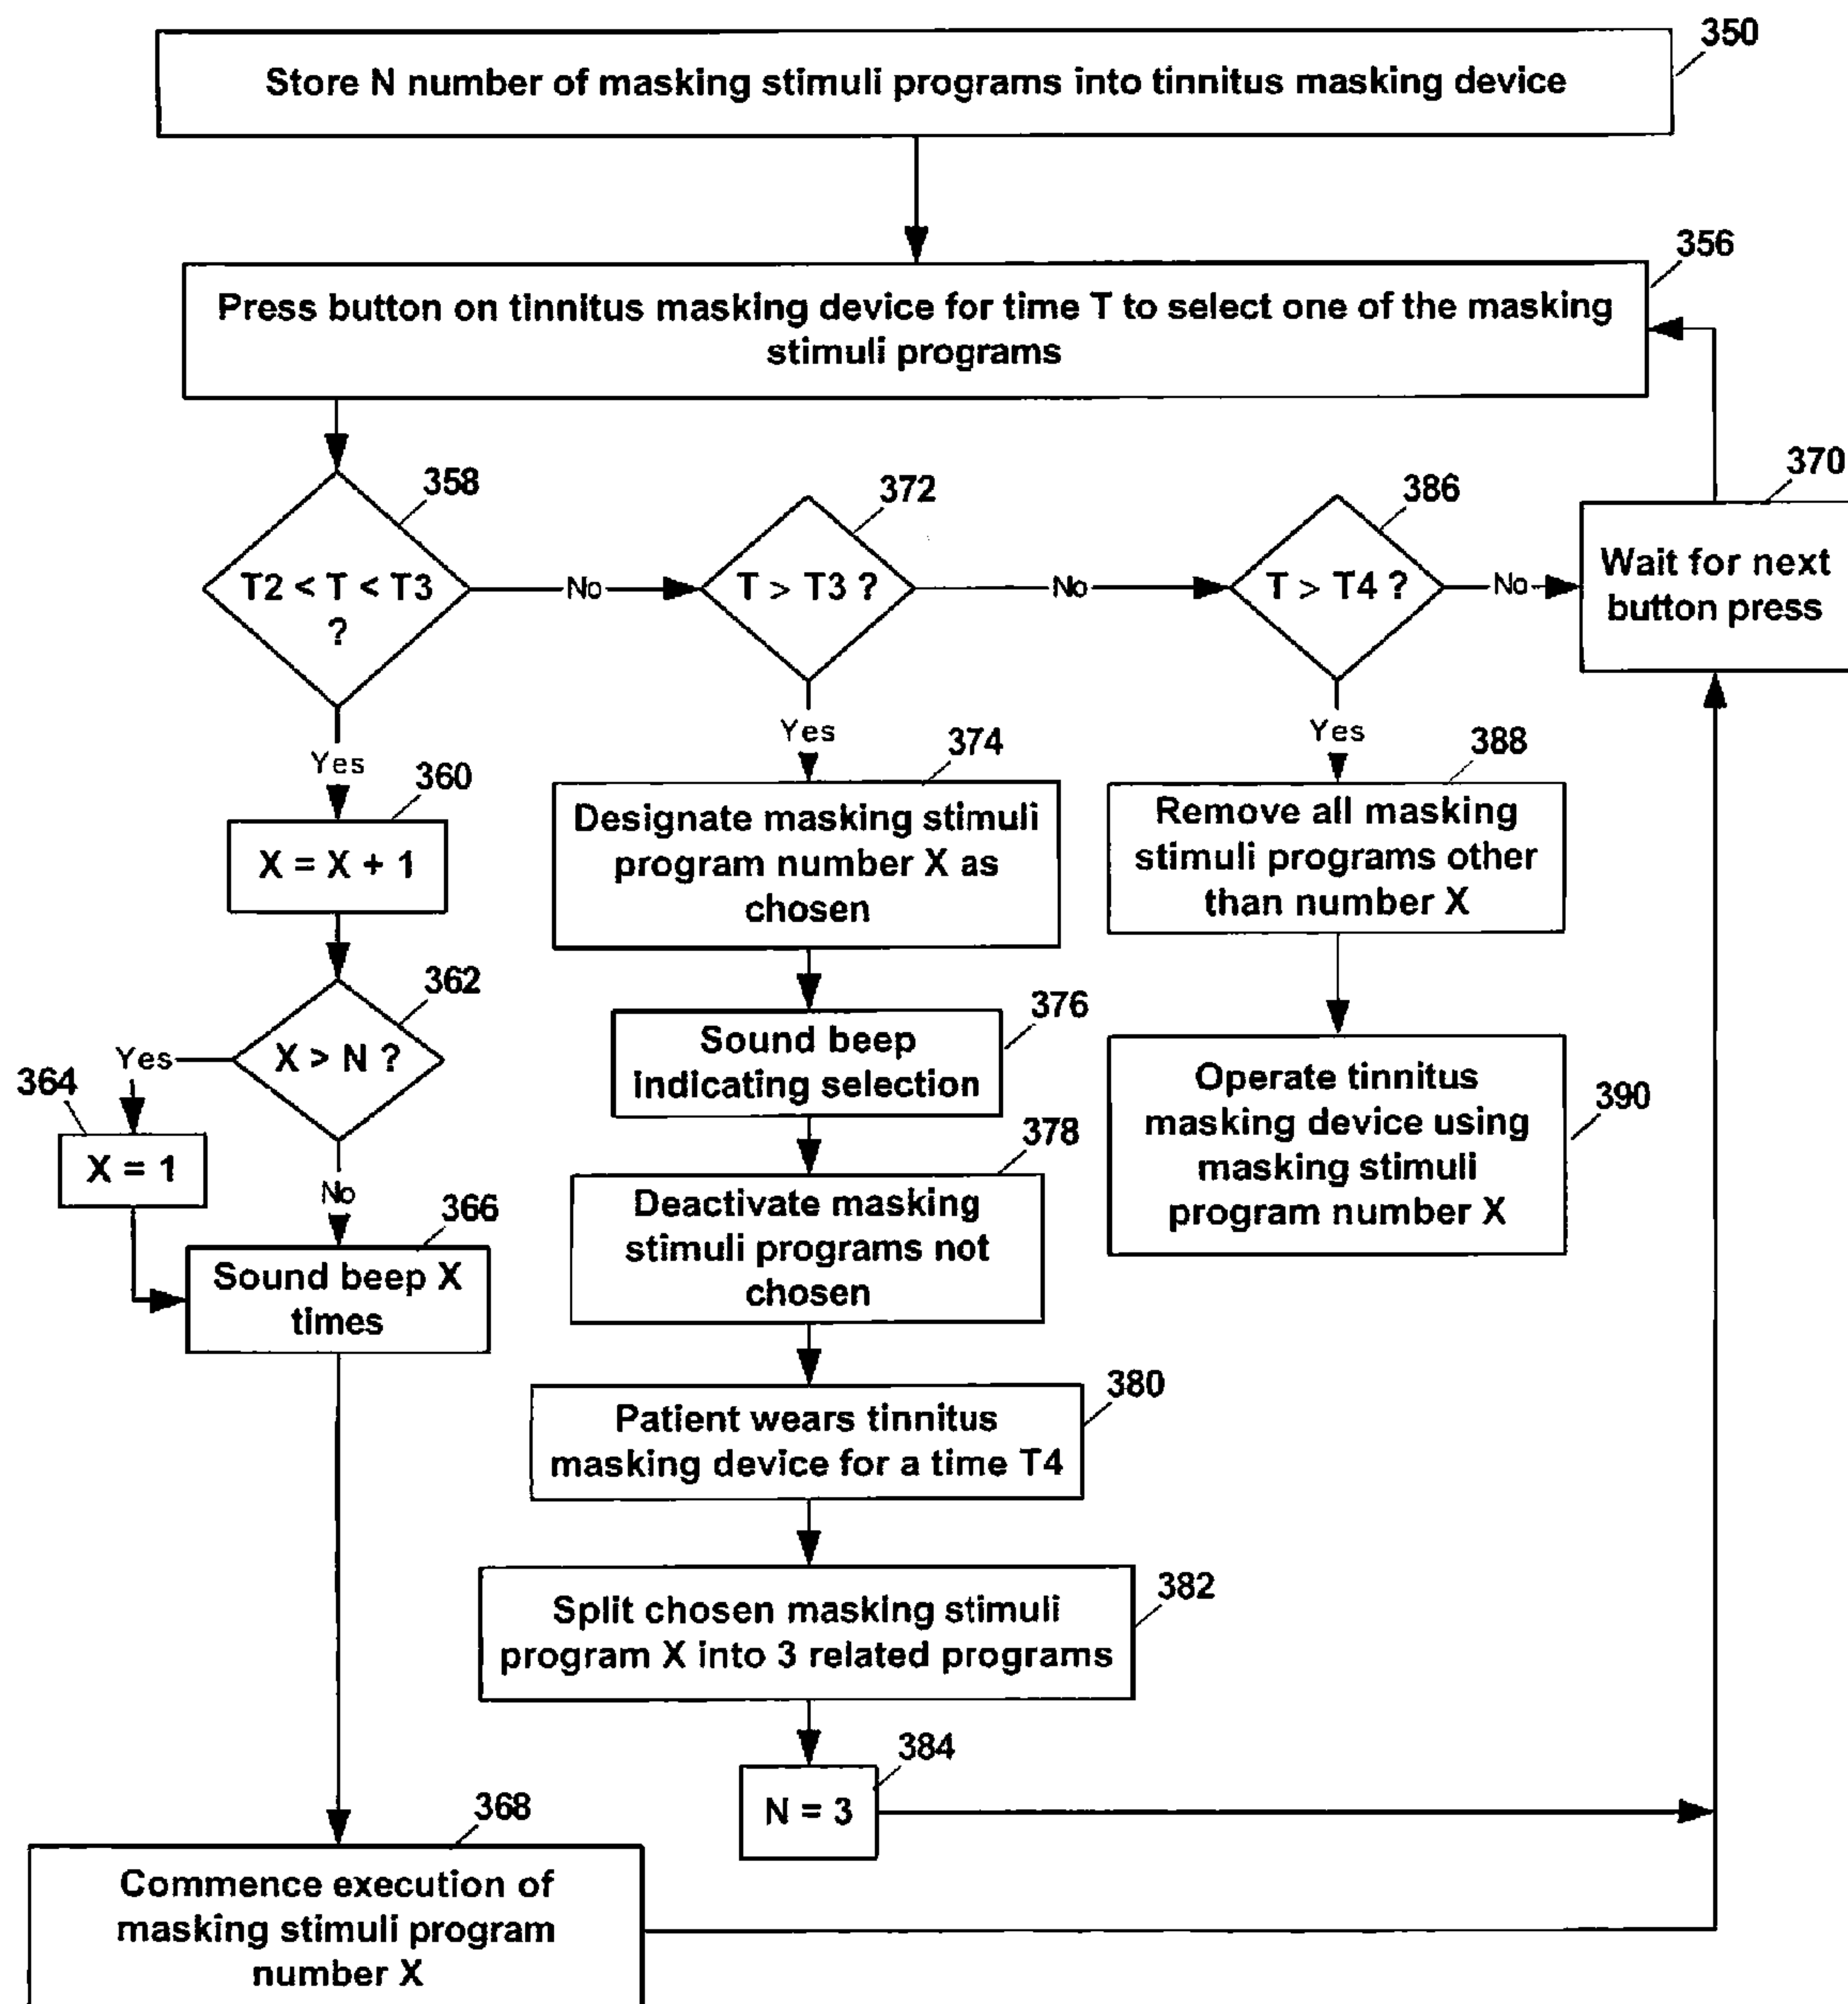 350
Store N number of masking stimuli programs into tinnitus masking device
356
Press button on tinnitus masking device for time T to select one of the masking
stimuli programs
358
T2 < T < T3
?
No
372
T > T3 ?
No
386
T > T4 ?
No
370
Wait for next
button press
Yes
360
X = X + 1
362
X > N ?
Yes
364
X = 1
No
366
Sound beep X
times
368
Commence execution of
masking stimuli program
number X
Yes
374
Designate masking stimuli
program number X as
chosen
376
Sound beep
indicating selection
378
Deactivate masking
stimuli programs not
chosen
380
Patient wears tinnitus
masking device for a time T4
382
Split chosen masking stimuli
program X into 3 related programs
384
N = 3
Yes
388
Remove all masking
stimuli programs other
than number X
390
Operate tinnitus
masking device using
masking stimuli
program number X